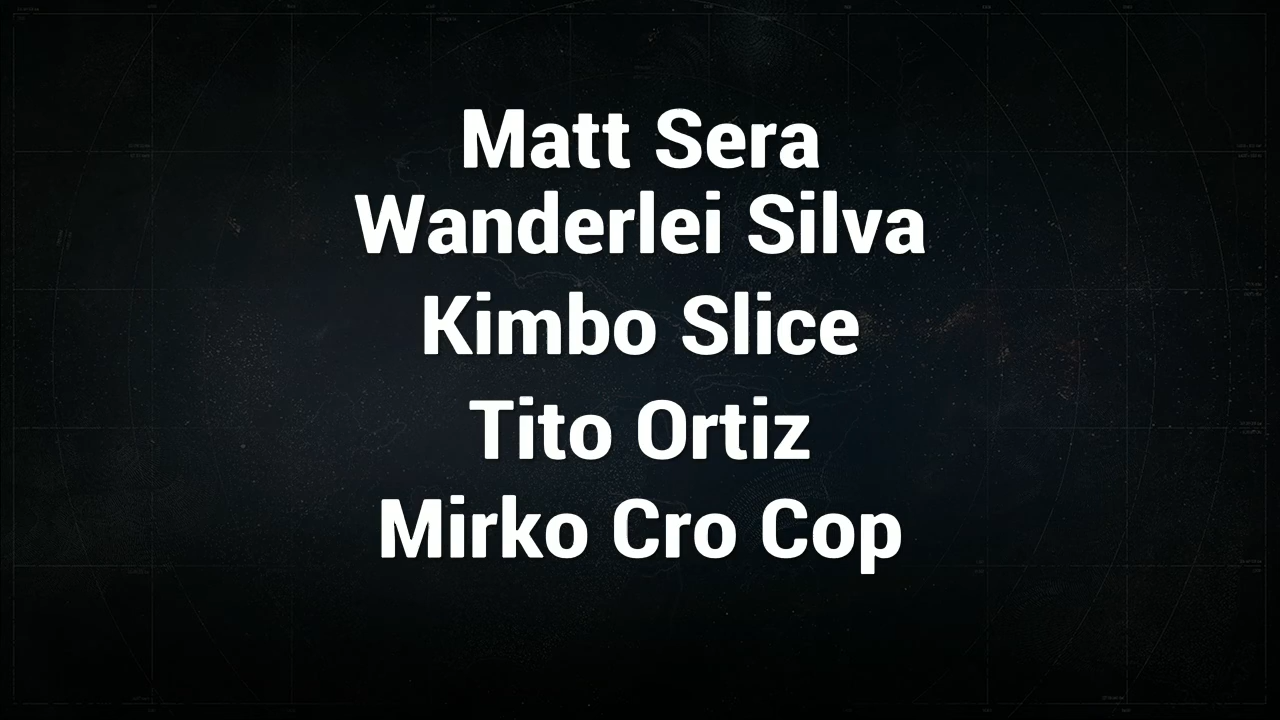 Matt Sera
Wanderlei Silva
Kimbo Slice
Tito Ortiz
Mirko Cro Cop